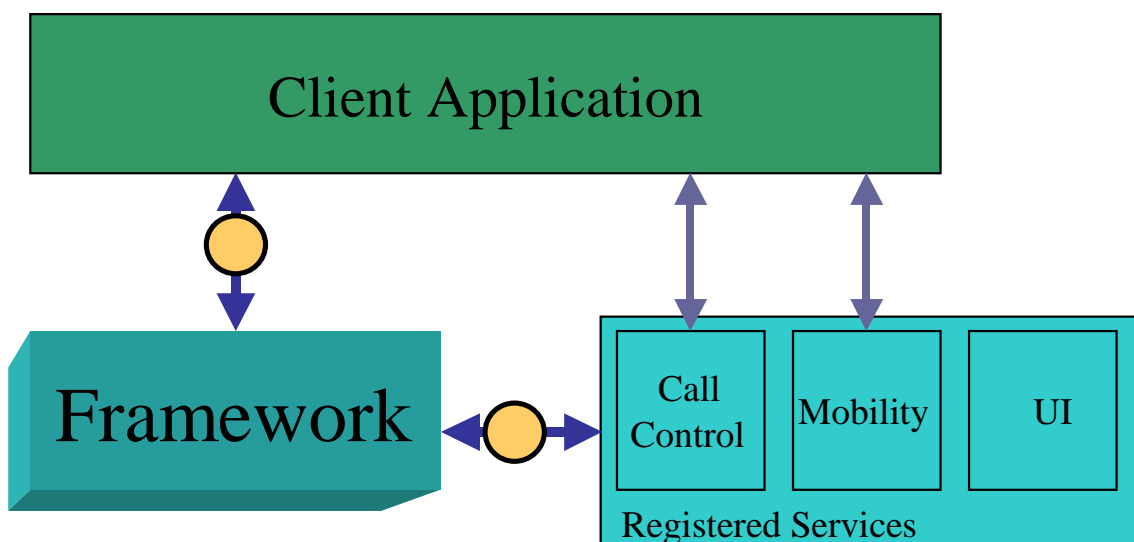 Client Application
Framework
Call
Control
Mobility
UI
Registered Services